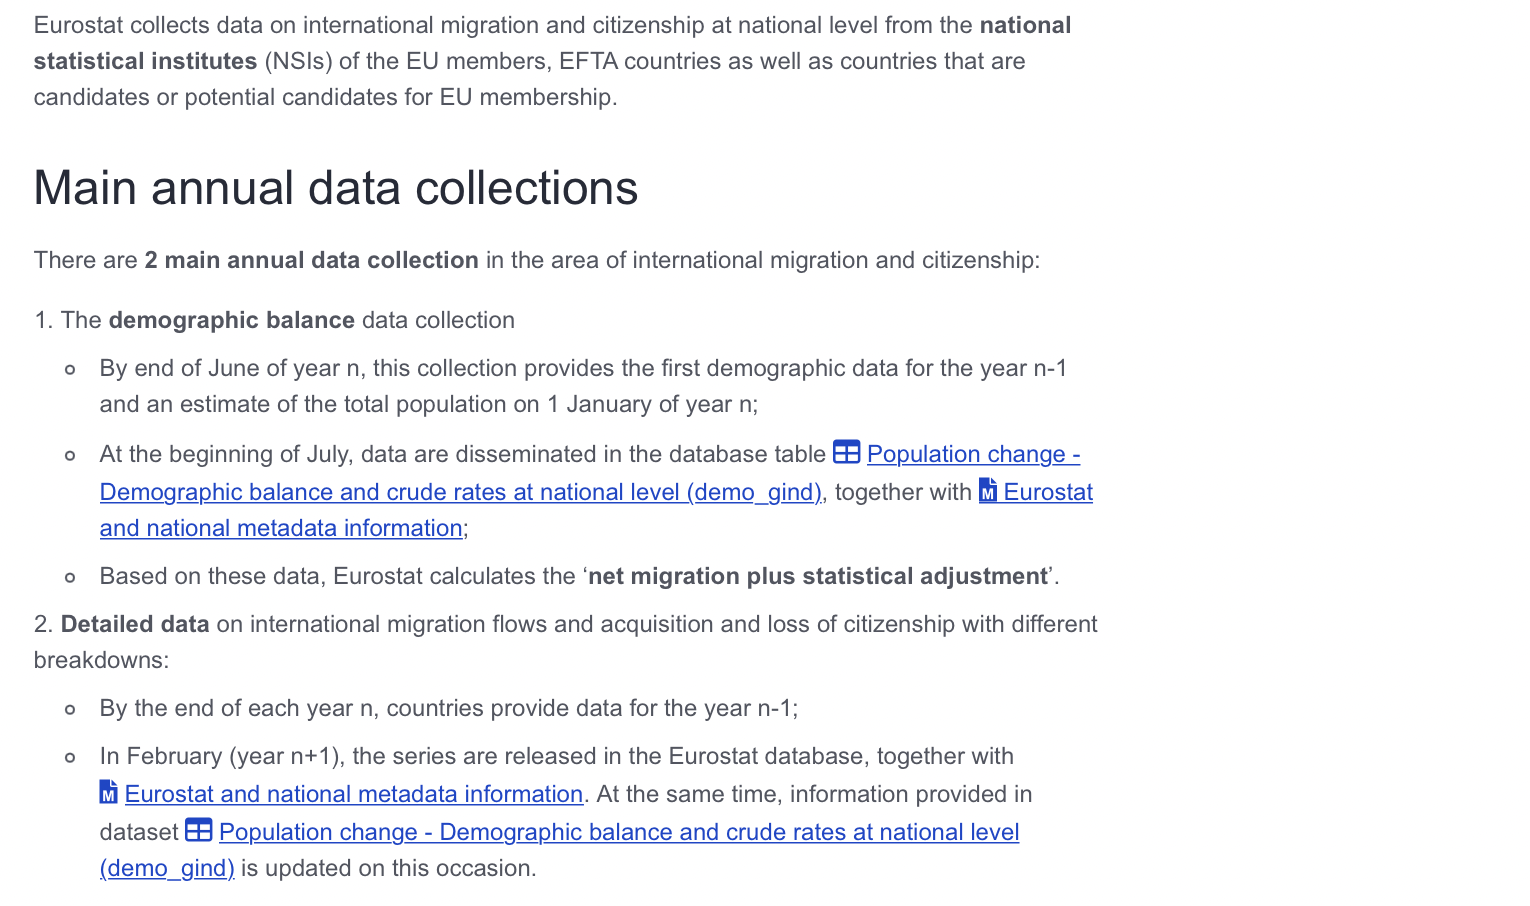 Eurostat collects data on international migration and citizenship at national level from the national
statistical institutes (NSIs) of the EU members, EFTA countries as well as countries that are
candidates or potential candidates for EU membership.
Main annual data collections
There are 2 main annual data collection in the area of international migration and citizenship:
1. The demographic balance data collection
By end of June of year n, this collection provides the first demographic data for the year n-1
and an estimate of the total population on 1 January of year n;
At the beginning of July, data are disseminated in the database table Population change -
Demographic balance and crude rates at national level (demo_gind), together with M Eurostat
and national metadata information;
Based on these data, Eurostat calculates the ‘net migration plus statistical adjustment’.
2. Detailed data on international migration flows and acquisition and loss of citizenship with different
breakdowns:
By the end of each year n, countries provide data for the year n-1;
In February (year n+1), the series are released in the Eurostat database, together with
M Eurostat and national metadata information. At the same time, information provided in
dataset Population change - Demographic balance and crude rates at national level
(demo_gind) is updated on this occasion.